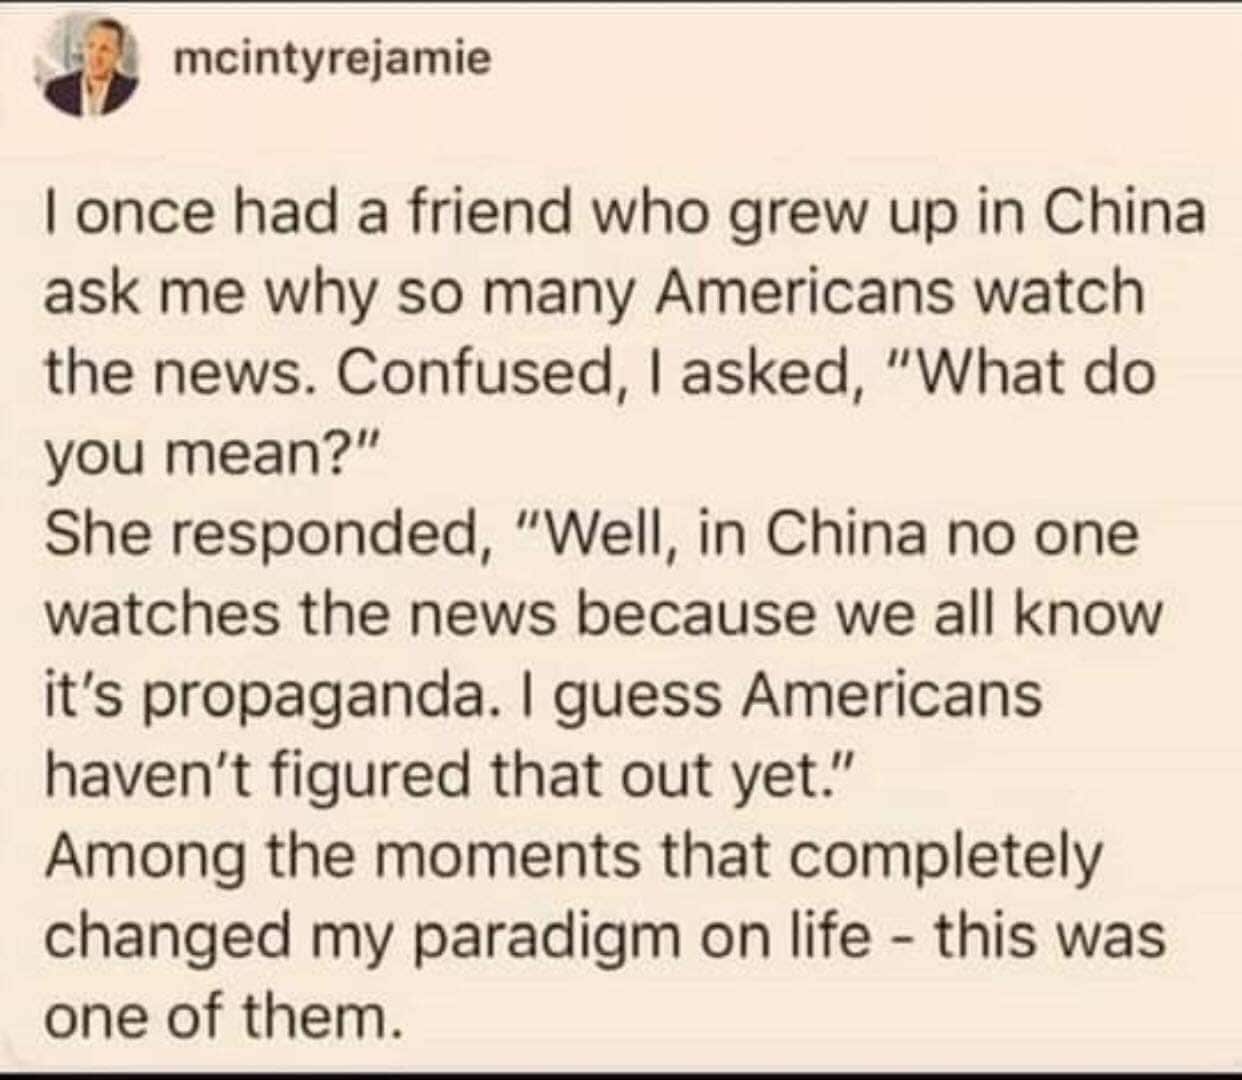 mcintyrejamie
I once had a friend who grew up in China
ask me why so many Americans watch
the news. Confused, I asked, "What do
you mean?"
She responded, "Well, in China no one
watches the news because we all know
it's propaganda. I guess Americans
haven't figured that out yet."
Among the moments that completely
changed my paradigm on life - this was
one of them.